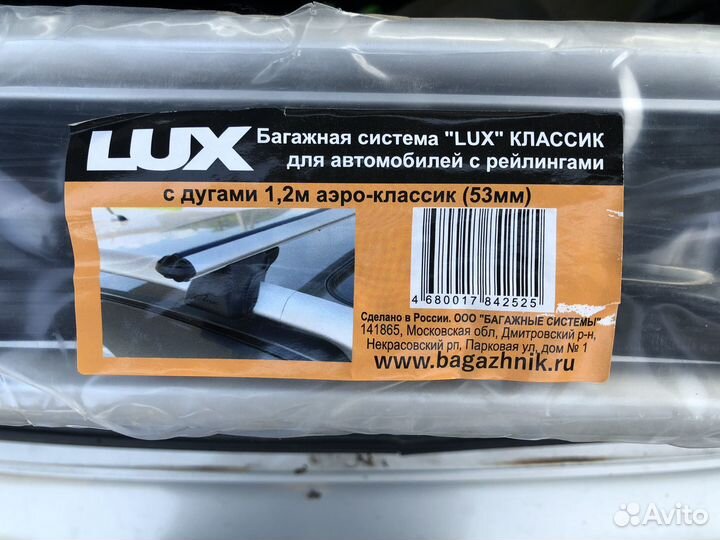 LUX
Багажная система "LUX" КЛАССИК
для автомобилей с рейлингами
с дугами 1,2м аэро-классик (53мм)
4 680017 842525
Сделано в России. ООО "БАГАЖНЫЕ СИСТЕМЫ"
141865, Московская обл, Дмитровский р-н,
Некрасовский рп, Парковая ул, дом № 1
www.bagazhnik.ru
Avito